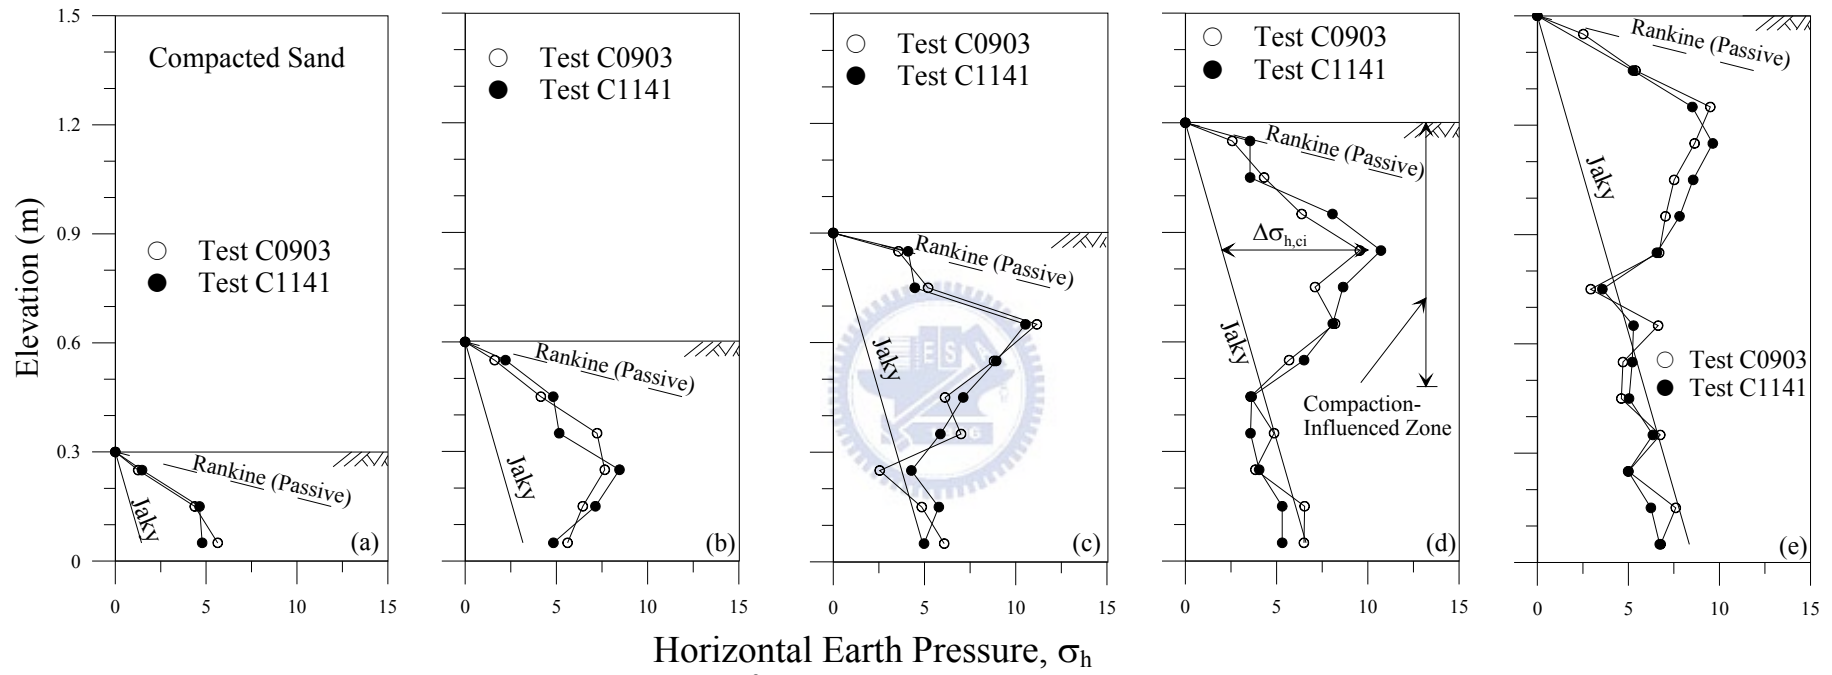 1.5
1.2
0.9
0.6
0.3
0
Elevation (m)
Compacted Sand
Test C0903
Test C1141
Rankine (Passive)
Jaky
(a)
0 5 10 15
Test C0903
Test C1141
Rankine (Passive)
Jaky
(b)
0 5 10 15
Test C0903
Test C1141
Rankine (Passive)
Jaky
ES
(c)
0 5 10 15
Test C0903
Test C1141
Rankine (Passive)
Δσh,ci
Jaky
Compaction-
Influenced Zone
(d)
0 5 10 15
Rankine (Passive)
Jaky
Test C0903
Test C1141
(e)
0 5 10 15
Horizontal Earth Pressure, σh